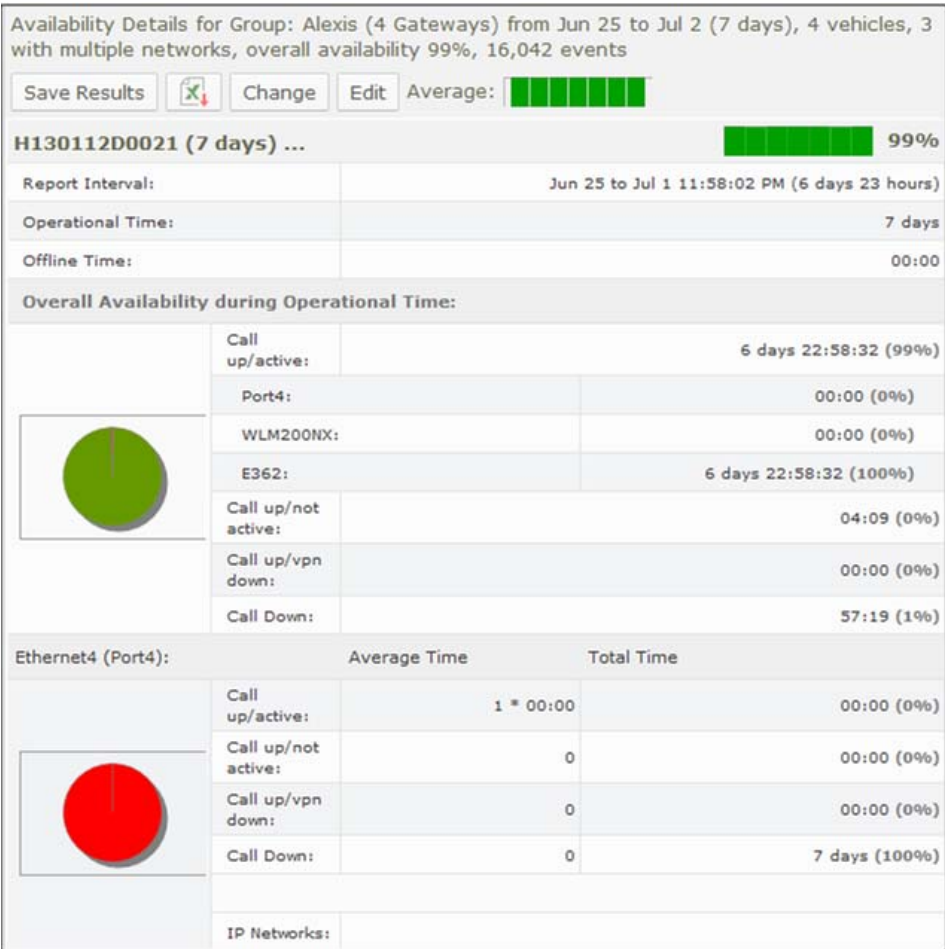 Availability Details for Group: Alexis (4 Gateways) from Jun 25 to Jul 2 (7 days), 4 vehicles, 3
with multiple networks, overall availability 99%, 16,042 events
Save Results Change Edit Average:
H130112D0021 (7 days) ... 99%
Report Interval: Jun 25 to Jul 1 11:58:02 PM (6 days 23 hours)
Operational Time: 7 days
Offline Time: 00:00
Overall Availability during Operational Time:
Call
up/active: 6 days 22:58:32 (99%)
Port4: 00:00 (0%)
WLM200NX: 00:00 (0%)
E362: 6 days 22:58:32 (100%)
Call up/not
active: 04:09 (0%)
Call up/vpn
down: 00:00 (0%)
Call Down: 57:19 (1%)
Ethernet4 (Port4): Average Time Total Time
Call
up/active: 1 * 00:00 00:00 (0%)
Call up/not
active: 0 00:00 (0%)
Call up/vpn
down: 0 00:00 (0%)
Call Down: 0 7 days (100%)
IP Networks: